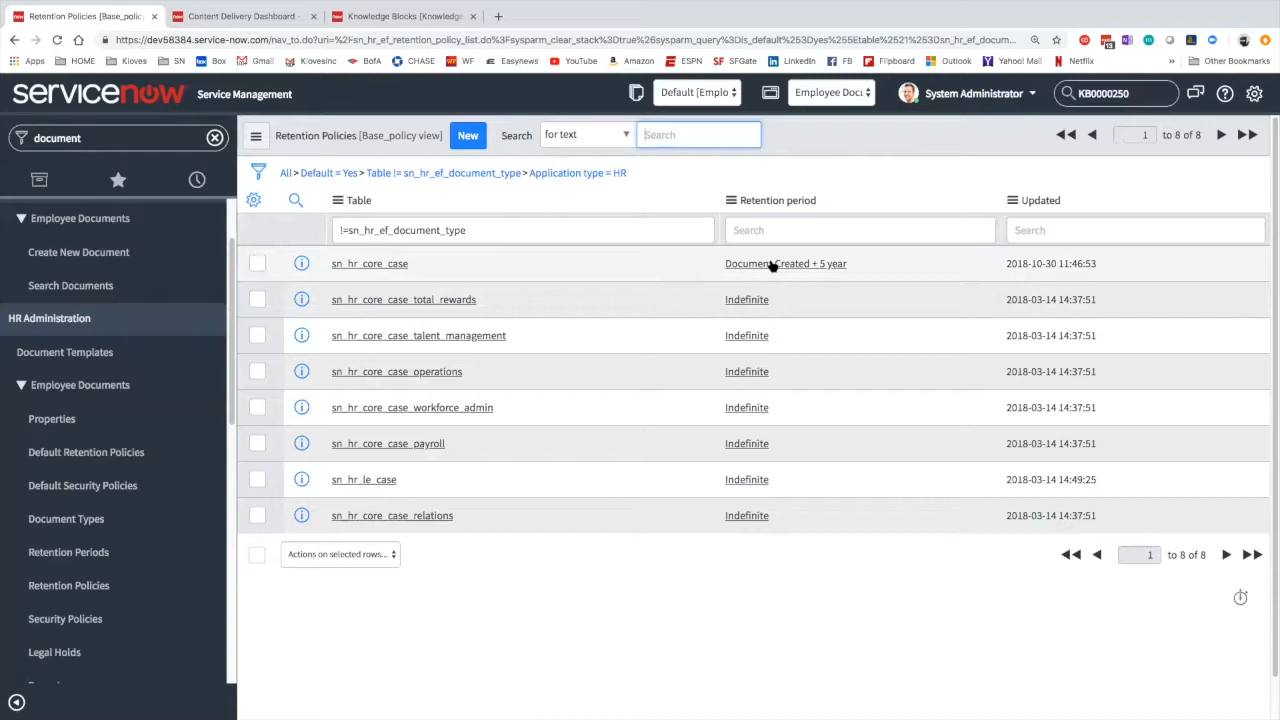 Retention Policies [Base_polic
Content Delivery Dashboard -
Knowledge Blocks [Knowledge
https://dev58384.service-now.com/nav_to.do?uri=%2Fsn_hr_ef_retention_policy_list.do%3Fsysparm_clear_stack%3Dtrue%26sysparm_query%3Dis_default%253Dyes%255Etable%2521%253Dsn_hr_ef_docum...
Apps HOME Kloves SN Box Gmail Klovesinc BofA CHASE WF Easynews YouTube Amazon ESPN SFGate LinkedIn FB Flipboard Outlook Yahoo! Mail Netflix » Other Bookmarks
servicenow Service Management
Default [Emplo
Employee Docu
System Administrator
KB0000250
document
Retention Policies [Base_policy view] New Search for text Search
1 to 8 of 8
All > Default = Yes > Table != sn_hr_ef_document_type > Application type = HR
Table Retention period Updated
!=sn_hr_ef_document_type Search Search
sn_hr_core_case Document Created + 5 year 2018-10-30 11:46:53
sn_hr_core_case_total_rewards Indefinite 2018-03-14 14:37:51
sn_hr_core_case_talent_management Indefinite 2018-03-14 14:37:51
sn_hr_core_case_operations Indefinite 2018-03-14 14:37:51
sn_hr_core_case_workforce_admin Indefinite 2018-03-14 14:37:51
sn_hr_core_case_payroll Indefinite 2018-03-14 14:37:51
sn_hr_le_case Indefinite 2018-03-14 14:49:25
sn_hr_core_case_relations Indefinite 2018-03-14 14:37:51
Actions on selected rows...
1 to 8 of 8
Employee Documents
Create New Document
Search Documents
HR Administration
Document Templates
Employee Documents
Properties
Default Retention Policies
Default Security Policies
Document Types
Retention Periods
Retention Policies
Security Policies
Legal Holds